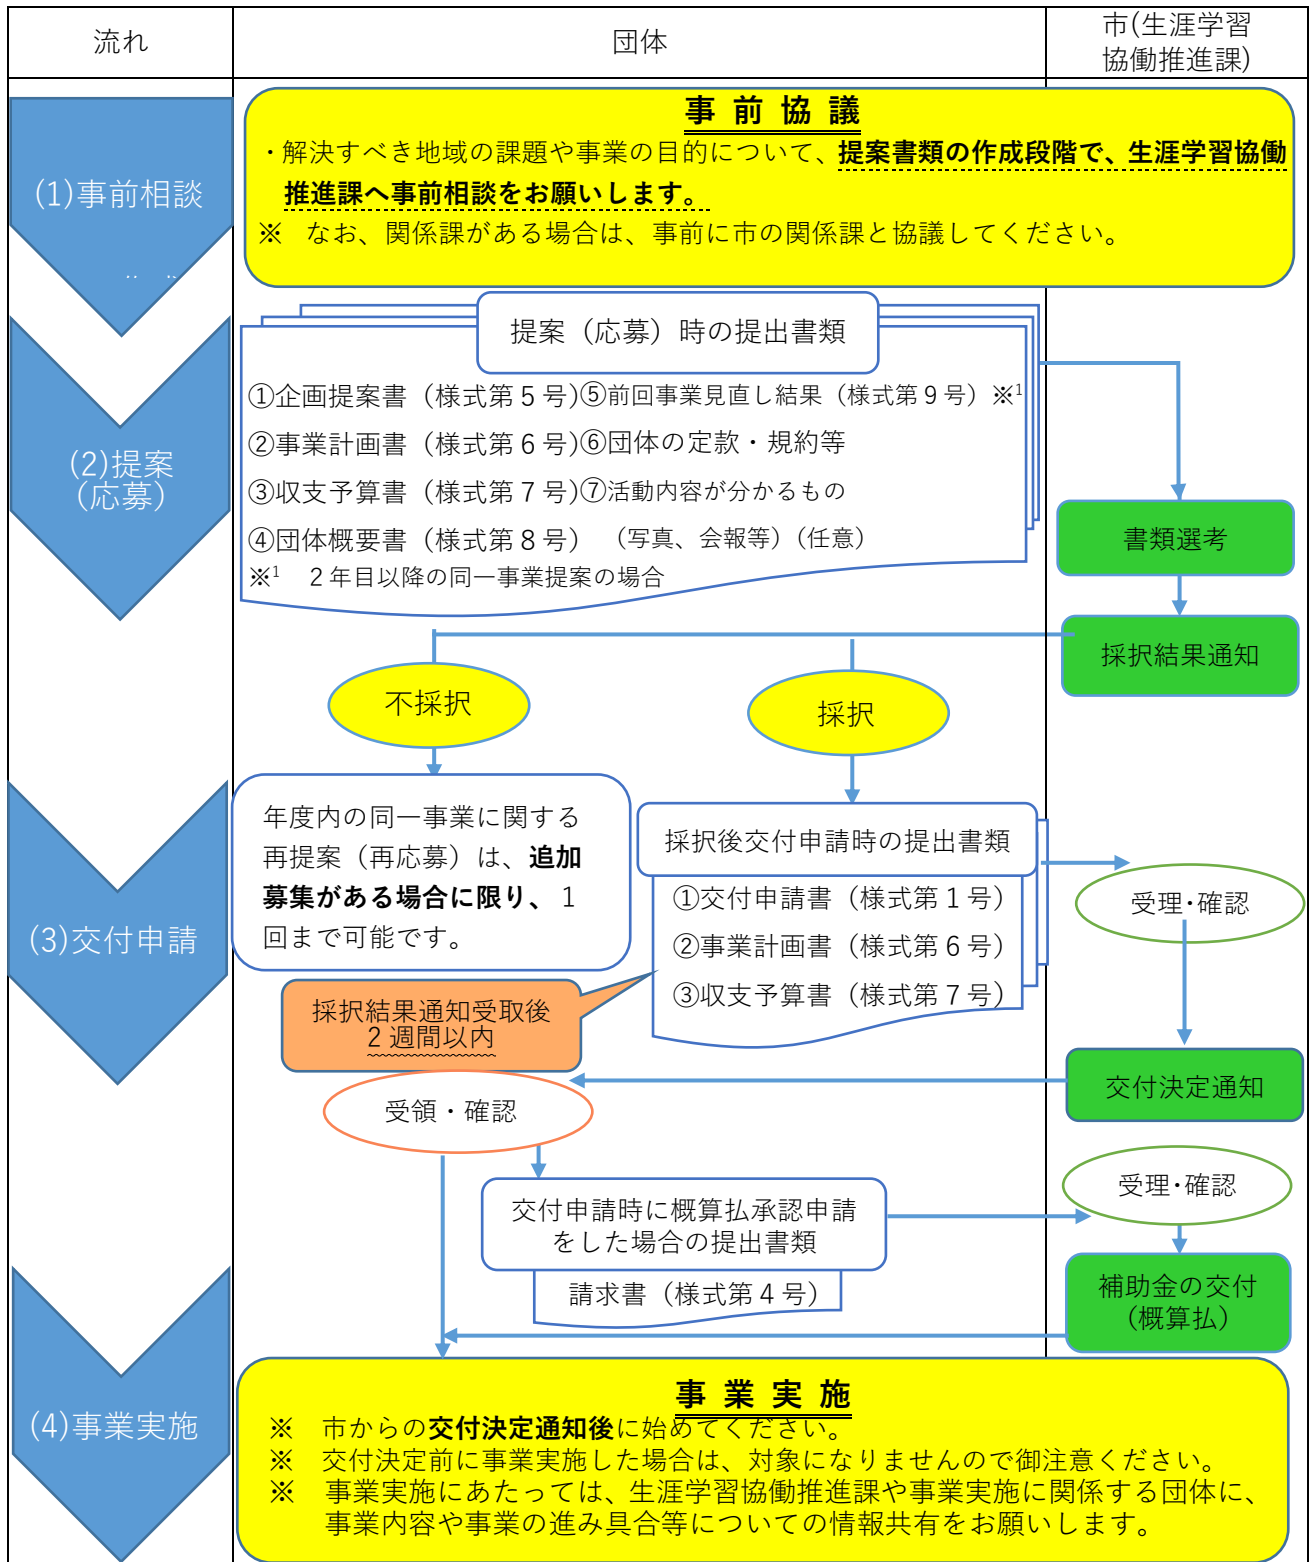 流れ
団体
市(生涯学習
協働推進課)
(1)事前相談
事 前 協 議
・解決すべき地域の課題や事業の目的について、提案書類の作成段階で、生涯学習協働
推進課へ事前相談をお願いします。
※ なお、関係課がある場合は、事前に市の関係課と協議してください。
(2)提案
(応募)
提案（応募）時の提出書類
①企画提案書（様式第５号)⑤前回事業見直し結果（様式第９号）※1
②事業計画書（様式第６号)⑥団体の定款・規約等
③収支予算書（様式第７号)⑦活動内容が分かるもの
④団体概要書（様式第８号） （写真、会報等）(任意）
※1 ２年目以降の同一事業提案の場合
書類選考
採択結果通知
不採択
採択
(3)交付申請
年度内の同一事業に関する
再提案（再応募）は、追加
募集がある場合に限り、１
回まで可能です。
採択後交付申請時の提出書類
①交付申請書（様式第１号）
②事業計画書（様式第６号）
③収支予算書（様式第７号）
受理・確認
採択結果通知受取後
２週間以内
交付決定通知
受領・確認
交付申請時に概算払承認申請
をした場合の提出書類
請求書（様式第４号）
受理・確認
補助金の交付
(概算払)
(4)事業実施
事 業 実 施
※ 市からの交付決定通知後に始めてください。
※ 交付決定前に事業実施した場合は、対象になりませんので御注意ください。
※ 事業実施にあたっては、生涯学習協働推進課や事業実施に関係する団体に、
事業内容や事業の進み具合等についての情報共有をお願いします。